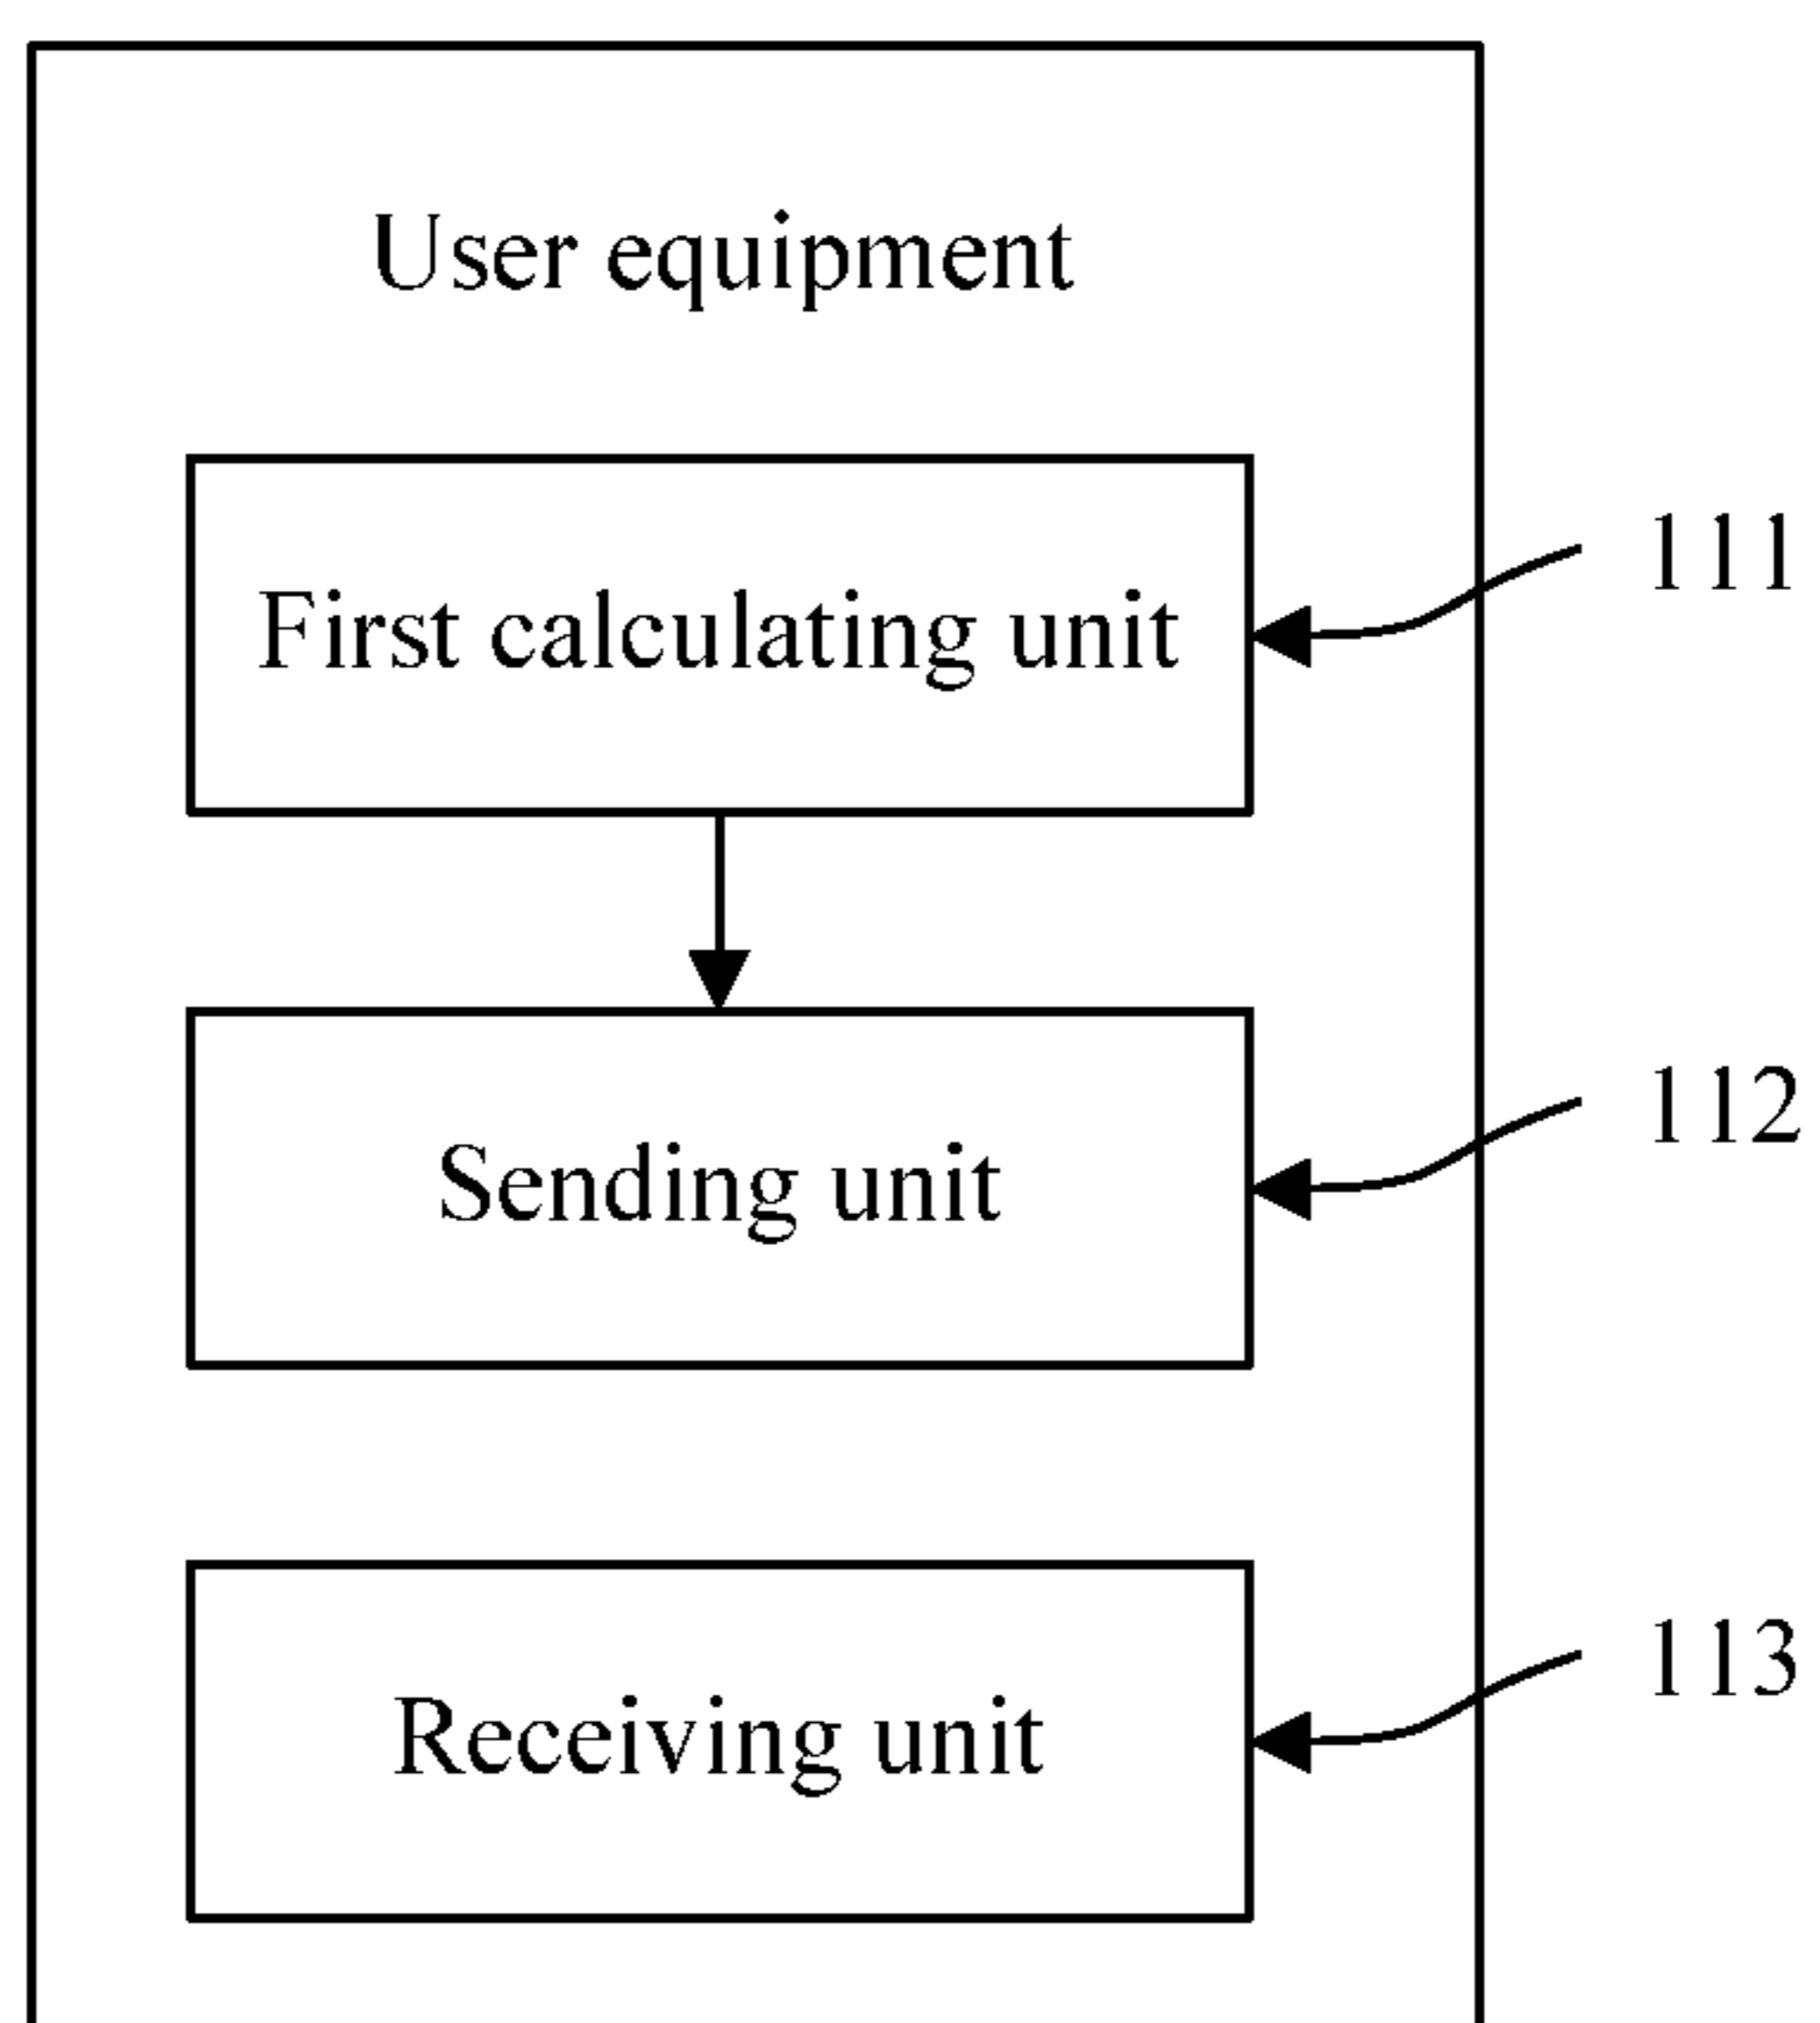 User equipment
First calculating unit
111
Sending unit
112
Receiving unit
113